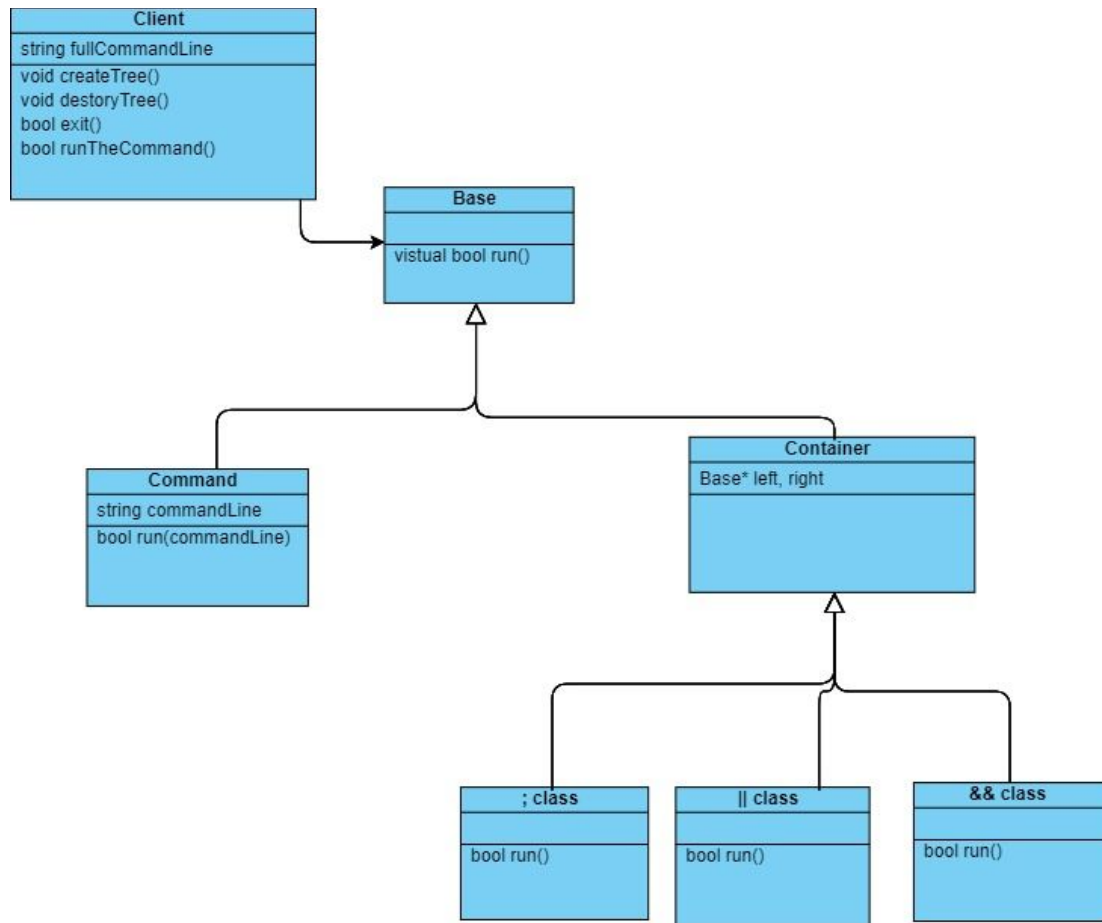 Client
string fullCommandLine
void createTree()
void destoryTree()
bool exit()
bool runTheCommand()
Base
vistual bool run()
Command
string commandLine
bool run(commandLine)
Container
Base* left, right
; class
bool run()
|| class
bool run()
&& class
bool run()